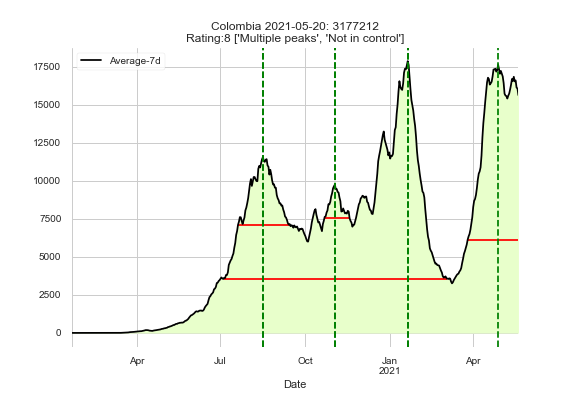 Colombia 2021-05-20: 3177212
Rating:8 ['Multiple peaks', 'Not in control']
Average-7d
17500
15000
12500
10000
7500
5000
2500
0
Apr
Jul
Oct
Jan
2021
Apr
Date